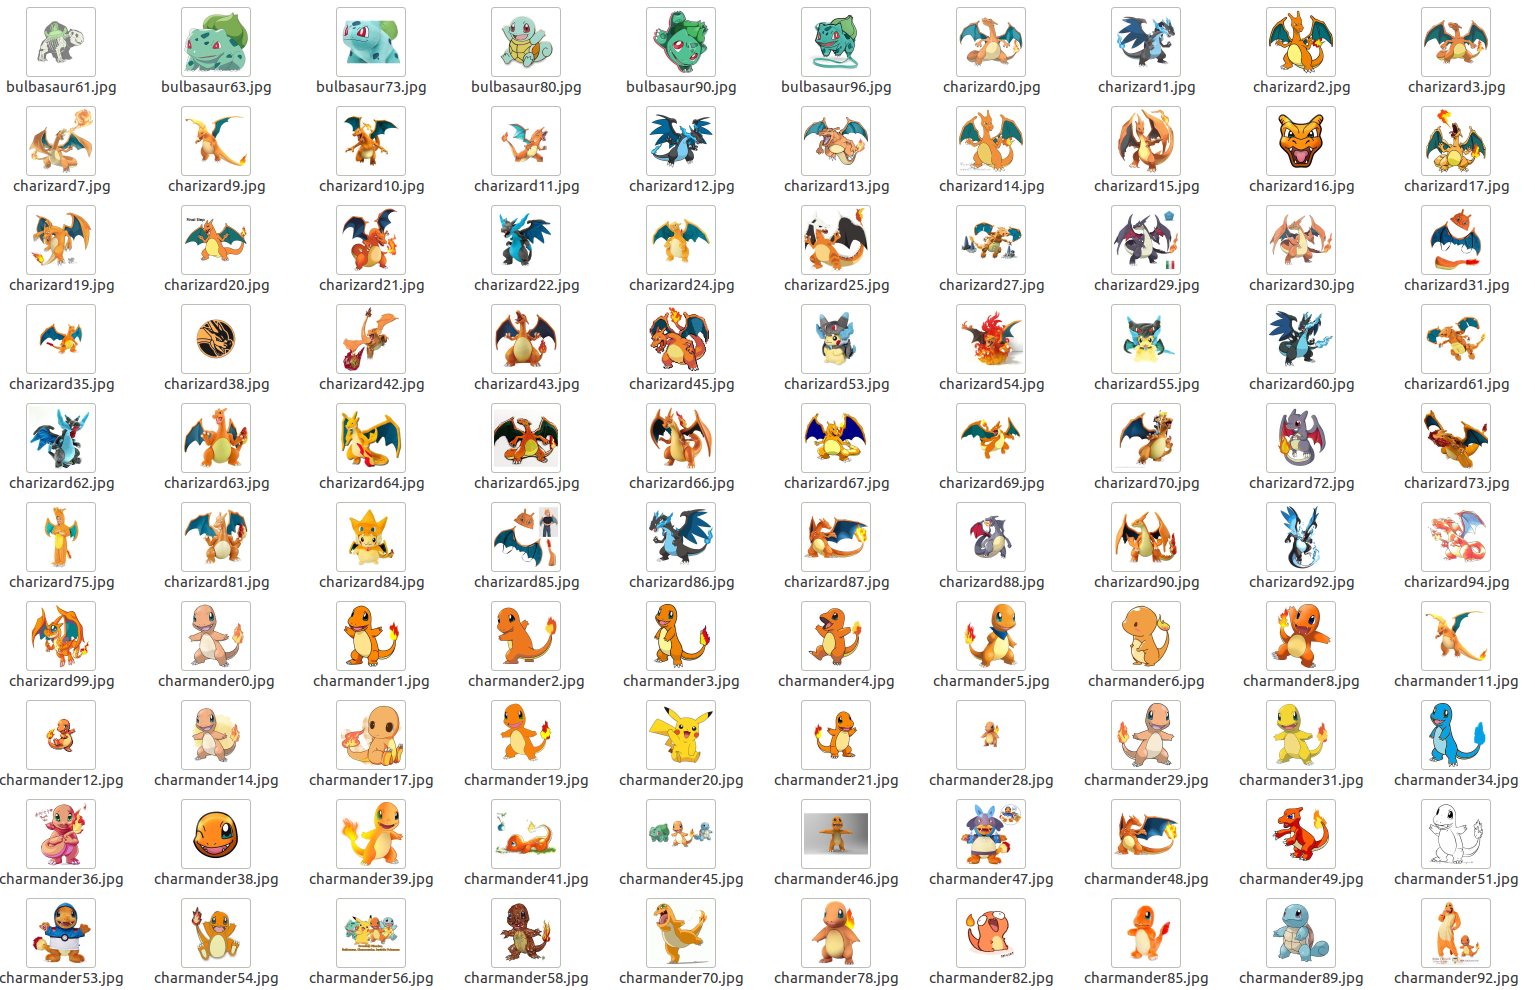 bulbasaur61.jpg bulbasaur63.jpg bulbasaur73.jpg bulbasaur80.jpg bulbasaur90.jpg bulbasaur96.jpg charizard0.jpg charizard1.jpg charizard2.jpg charizard3.jpg
charizard7.jpg charizard9.jpg charizard10.jpg charizard11.jpg charizard12.jpg charizard13.jpg charizard14.jpg charizard15.jpg charizard16.jpg charizard17.jpg
Final Step
charizard19.jpg charizard20.jpg charizard21.jpg charizard22.jpg charizard24.jpg charizard25.jpg charizard27.jpg charizard29.jpg charizard30.jpg charizard31.jpg
charizard35.jpg charizard38.jpg charizard42.jpg charizard43.jpg charizard45.jpg charizard53.jpg charizard54.jpg charizard55.jpg charizard60.jpg charizard61.jpg
charizard62.jpg charizard63.jpg charizard64.jpg charizard65.jpg charizard66.jpg charizard67.jpg charizard69.jpg charizard70.jpg charizard72.jpg charizard73.jpg
charizard75.jpg charizard81.jpg charizard84.jpg charizard85.jpg charizard86.jpg charizard87.jpg charizard88.jpg charizard90.jpg charizard92.jpg charizard94.jpg
charizard99.jpg charmander0.jpg charmander1.jpg charmander2.jpg charmander3.jpg charmander4.jpg charmander5.jpg charmander6.jpg charmander8.jpg charmander11.jpg
charmander12.jpg charmander14.jpg charmander17.jpg charmander19.jpg charmander20.jpg charmander21.jpg charmander28.jpg charmander29.jpg charmander31.jpg charmander34.jpg
charmander36.jpg charmander38.jpg charmander39.jpg charmander41.jpg charmander45.jpg charmander46.jpg charmander47.jpg charmander48.jpg charmander49.jpg charmander51.jpg
charmander53.jpg charmander54.jpg charmander56.jpg charmander58.jpg charmander70.jpg charmander78.jpg charmander82.jpg charmander85.jpg charmander89.jpg charmander92.jpg